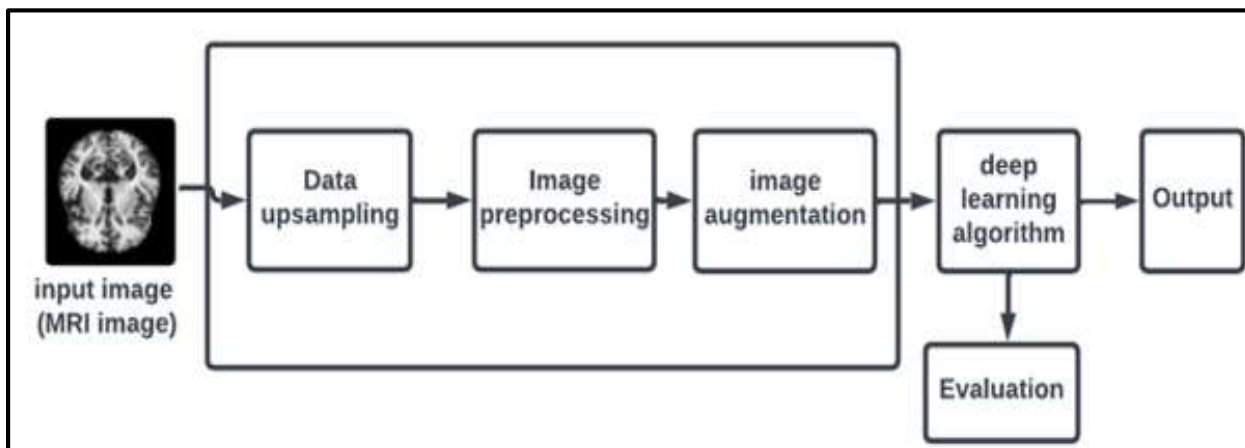 input image
(MRI image)
Data
upsampling
Image
preprocessing
image
augmentation
deep
learning
algorithm
Output
Evaluation